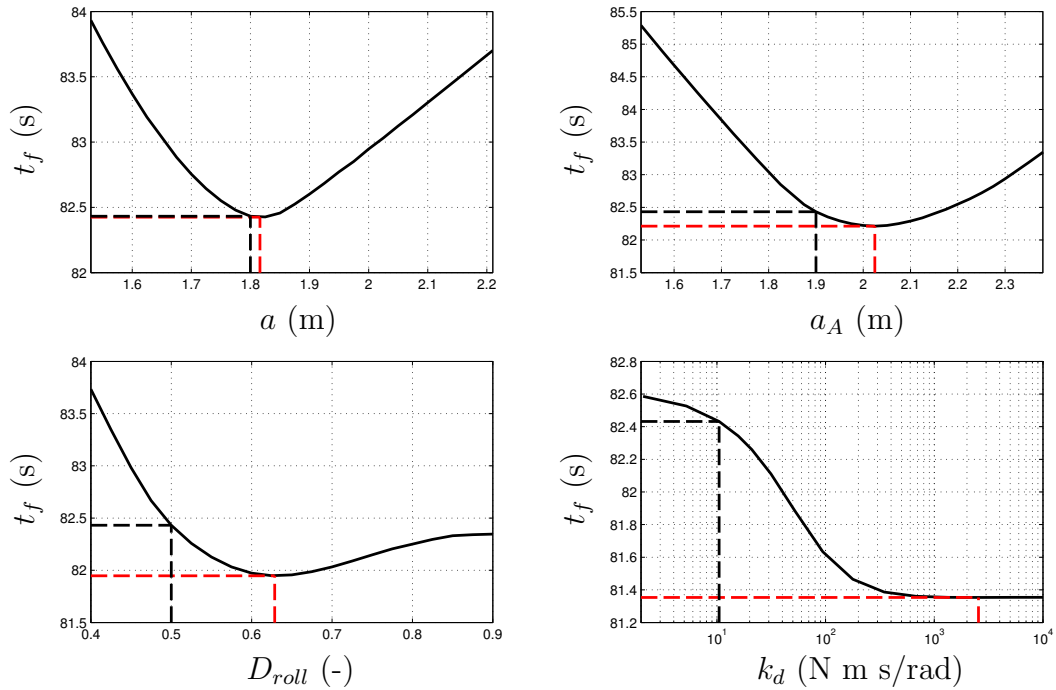 84
83.5
83
82.5
82
t_f (s)
1.6 1.7 1.8 1.9 2 2.1 2.2
a (m)
85.5
85
84.5
84
83.5
83
82.5
82
81.5
t_f (s)
1.6 1.7 1.8 1.9 2 2.1 2.2 2.3
a_A (m)
84
83.5
83
82.5
82
81.5
t_f (s)
0.4 0.5 0.6 0.7 0.8 0.9
D_{roll} (-)
82.8
82.6
82.4
82.2
82
81.8
81.6
81.4
81.2
t_f (s)
10^1 10^2 10^3 10^4
k_d (N m s/rad)